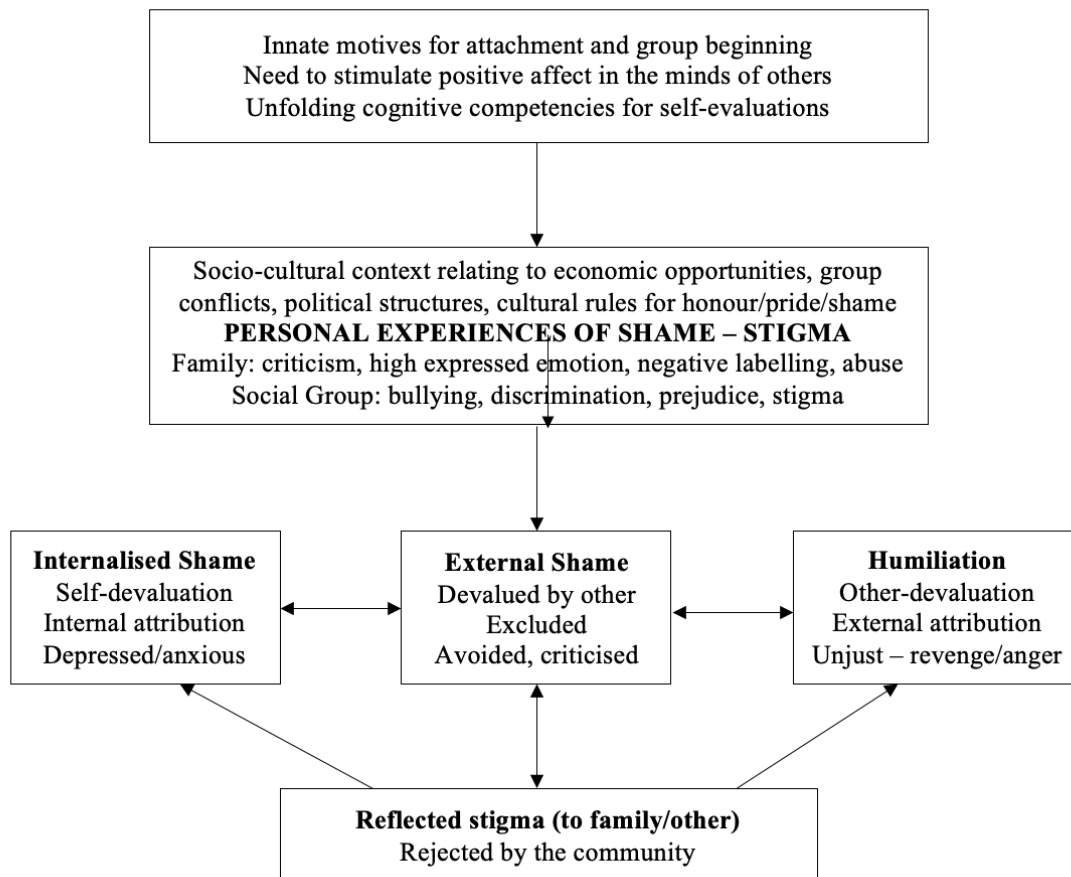 Innate motives for attachment and group beginning
Need to stimulate positive affect in the minds of others
Unfolding cognitive competencies for self-evaluations
Socio-cultural context relating to economic opportunities, group
conflicts, political structures, cultural rules for honour/pride/shame
PERSONAL EXPERIENCES OF SHAME – STIGMA
Family: criticism, high expressed emotion, negative labelling, abuse
Social Group: bullying, discrimination, prejudice, stigma
Internalised Shame
Self-devaluation
Internal attribution
Depressed/anxious
External Shame
Devalued by other
Excluded
Avoided, criticised
Humiliation
Other-devaluation
External attribution
Unjust – revenge/anger
Reflected stigma (to family/other)
Rejected by the community